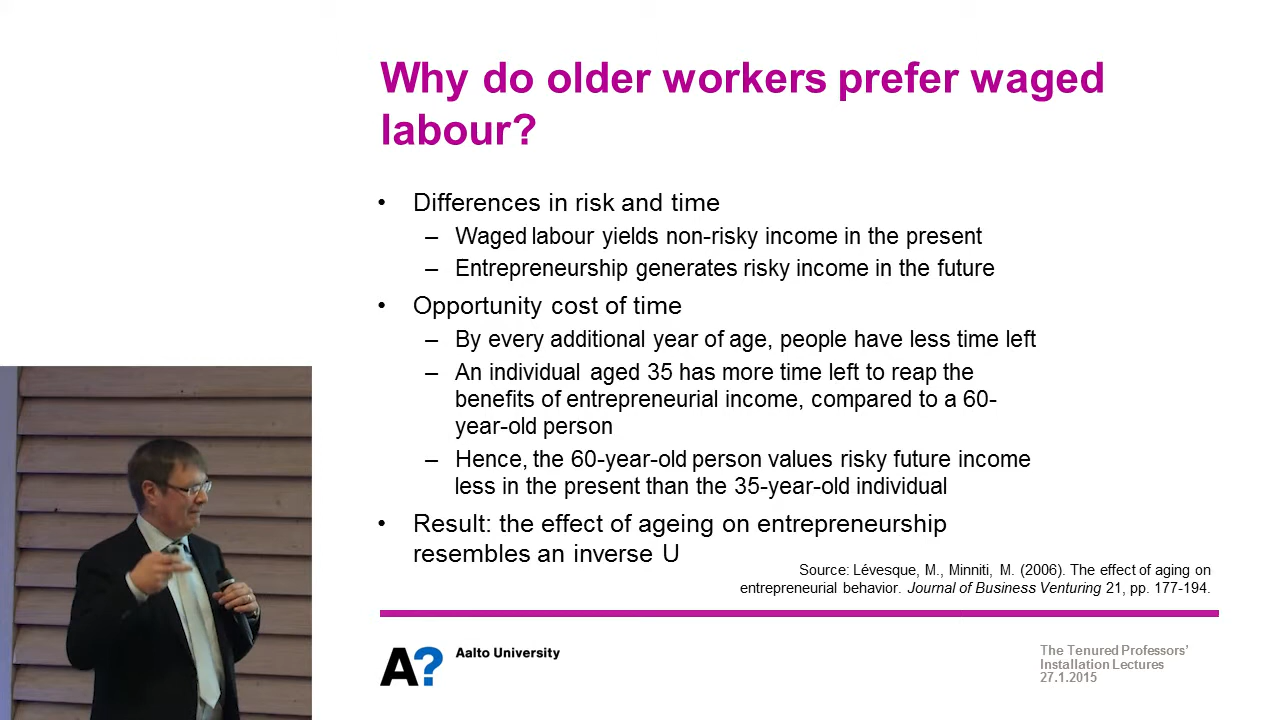 Why do older workers prefer waged
labour?
• Differences in risk and time
– Waged labour yields non-risky income in the present
– Entrepreneurship generates risky income in the future
• Opportunity cost of time
– By every additional year of age, people have less time left
– An individual aged 35 has more time left to reap the
benefits of entrepreneurial income, compared to a 60-
year-old person
– Hence, the 60-year-old person values risky future income
less in the present than the 35-year-old individual
• Result: the effect of ageing on entrepreneurship
resembles an inverse U
Source: Lévesque, M., Minniti, M. (2006). The effect of aging on
entrepreneurial behavior. Journal of Business Venturing 21, pp. 177-194.
A? Aalto University
The Tenured Professors’
Installation Lectures
27.1.2015